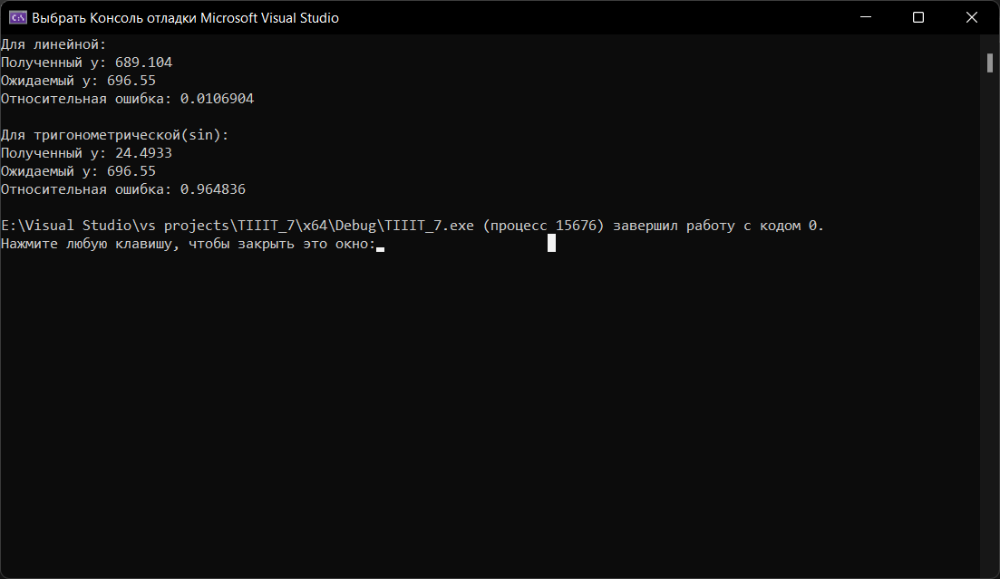 Выбрать Консоль отладки Microsoft Visual Studio
Для линейной:
Полученный y: 689.104
Ожидаемый y: 696.55
Относительная ошибка: 0.0106904
Для тригонометрической(sin):
Полученный y: 24.4933
Ожидаемый y: 696.55
Относительная ошибка: 0.964836
E:\Visual Studio\vs projects\TIIIT_7\x64\Debug\TIIIT_7.exe (процесс 15676) завершил работу с кодом 0.
Нажмите любую клавишу, чтобы закрыть это окно: